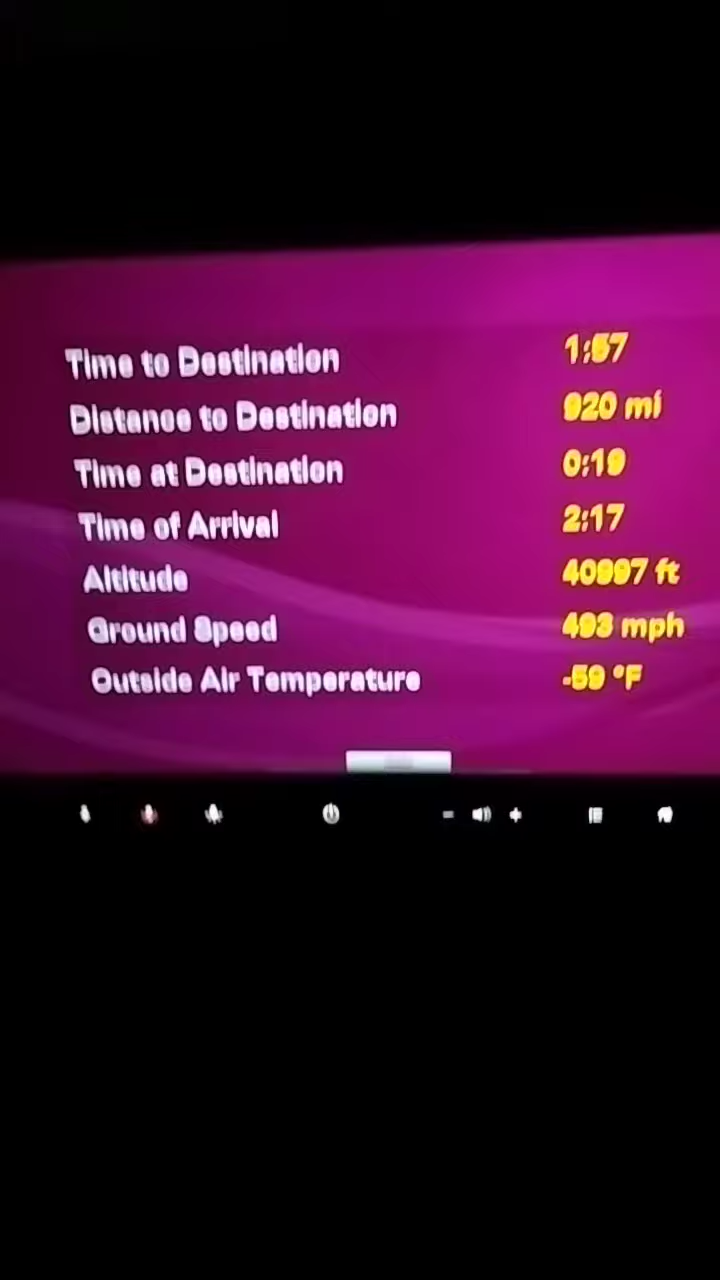 Time to Destination 1:57
Distance to Destination 920 mi
Time at Destination 0:19
Time of Arrival 2:17
Altitude 40997 ft
Ground Speed 493 mph
Outside Air Temperature -59 °F